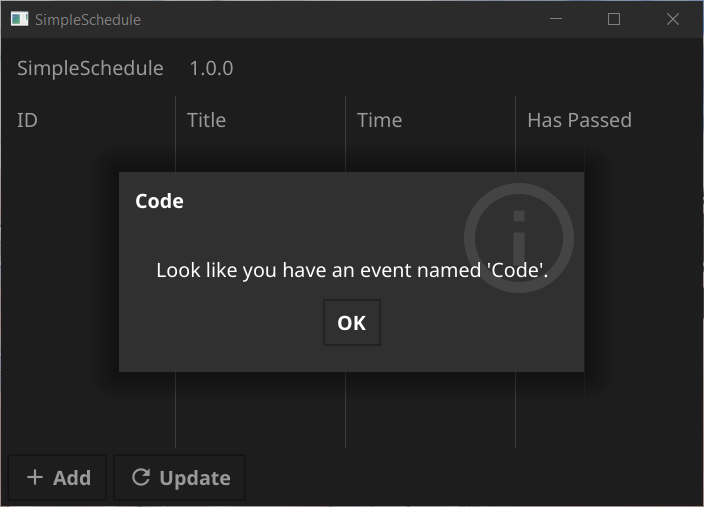 SimpleSchedule
SimpleSchedule 1.0.0
ID Title Time Has Passed
Code
Look like you have an event named 'Code'.
OK
Add Update